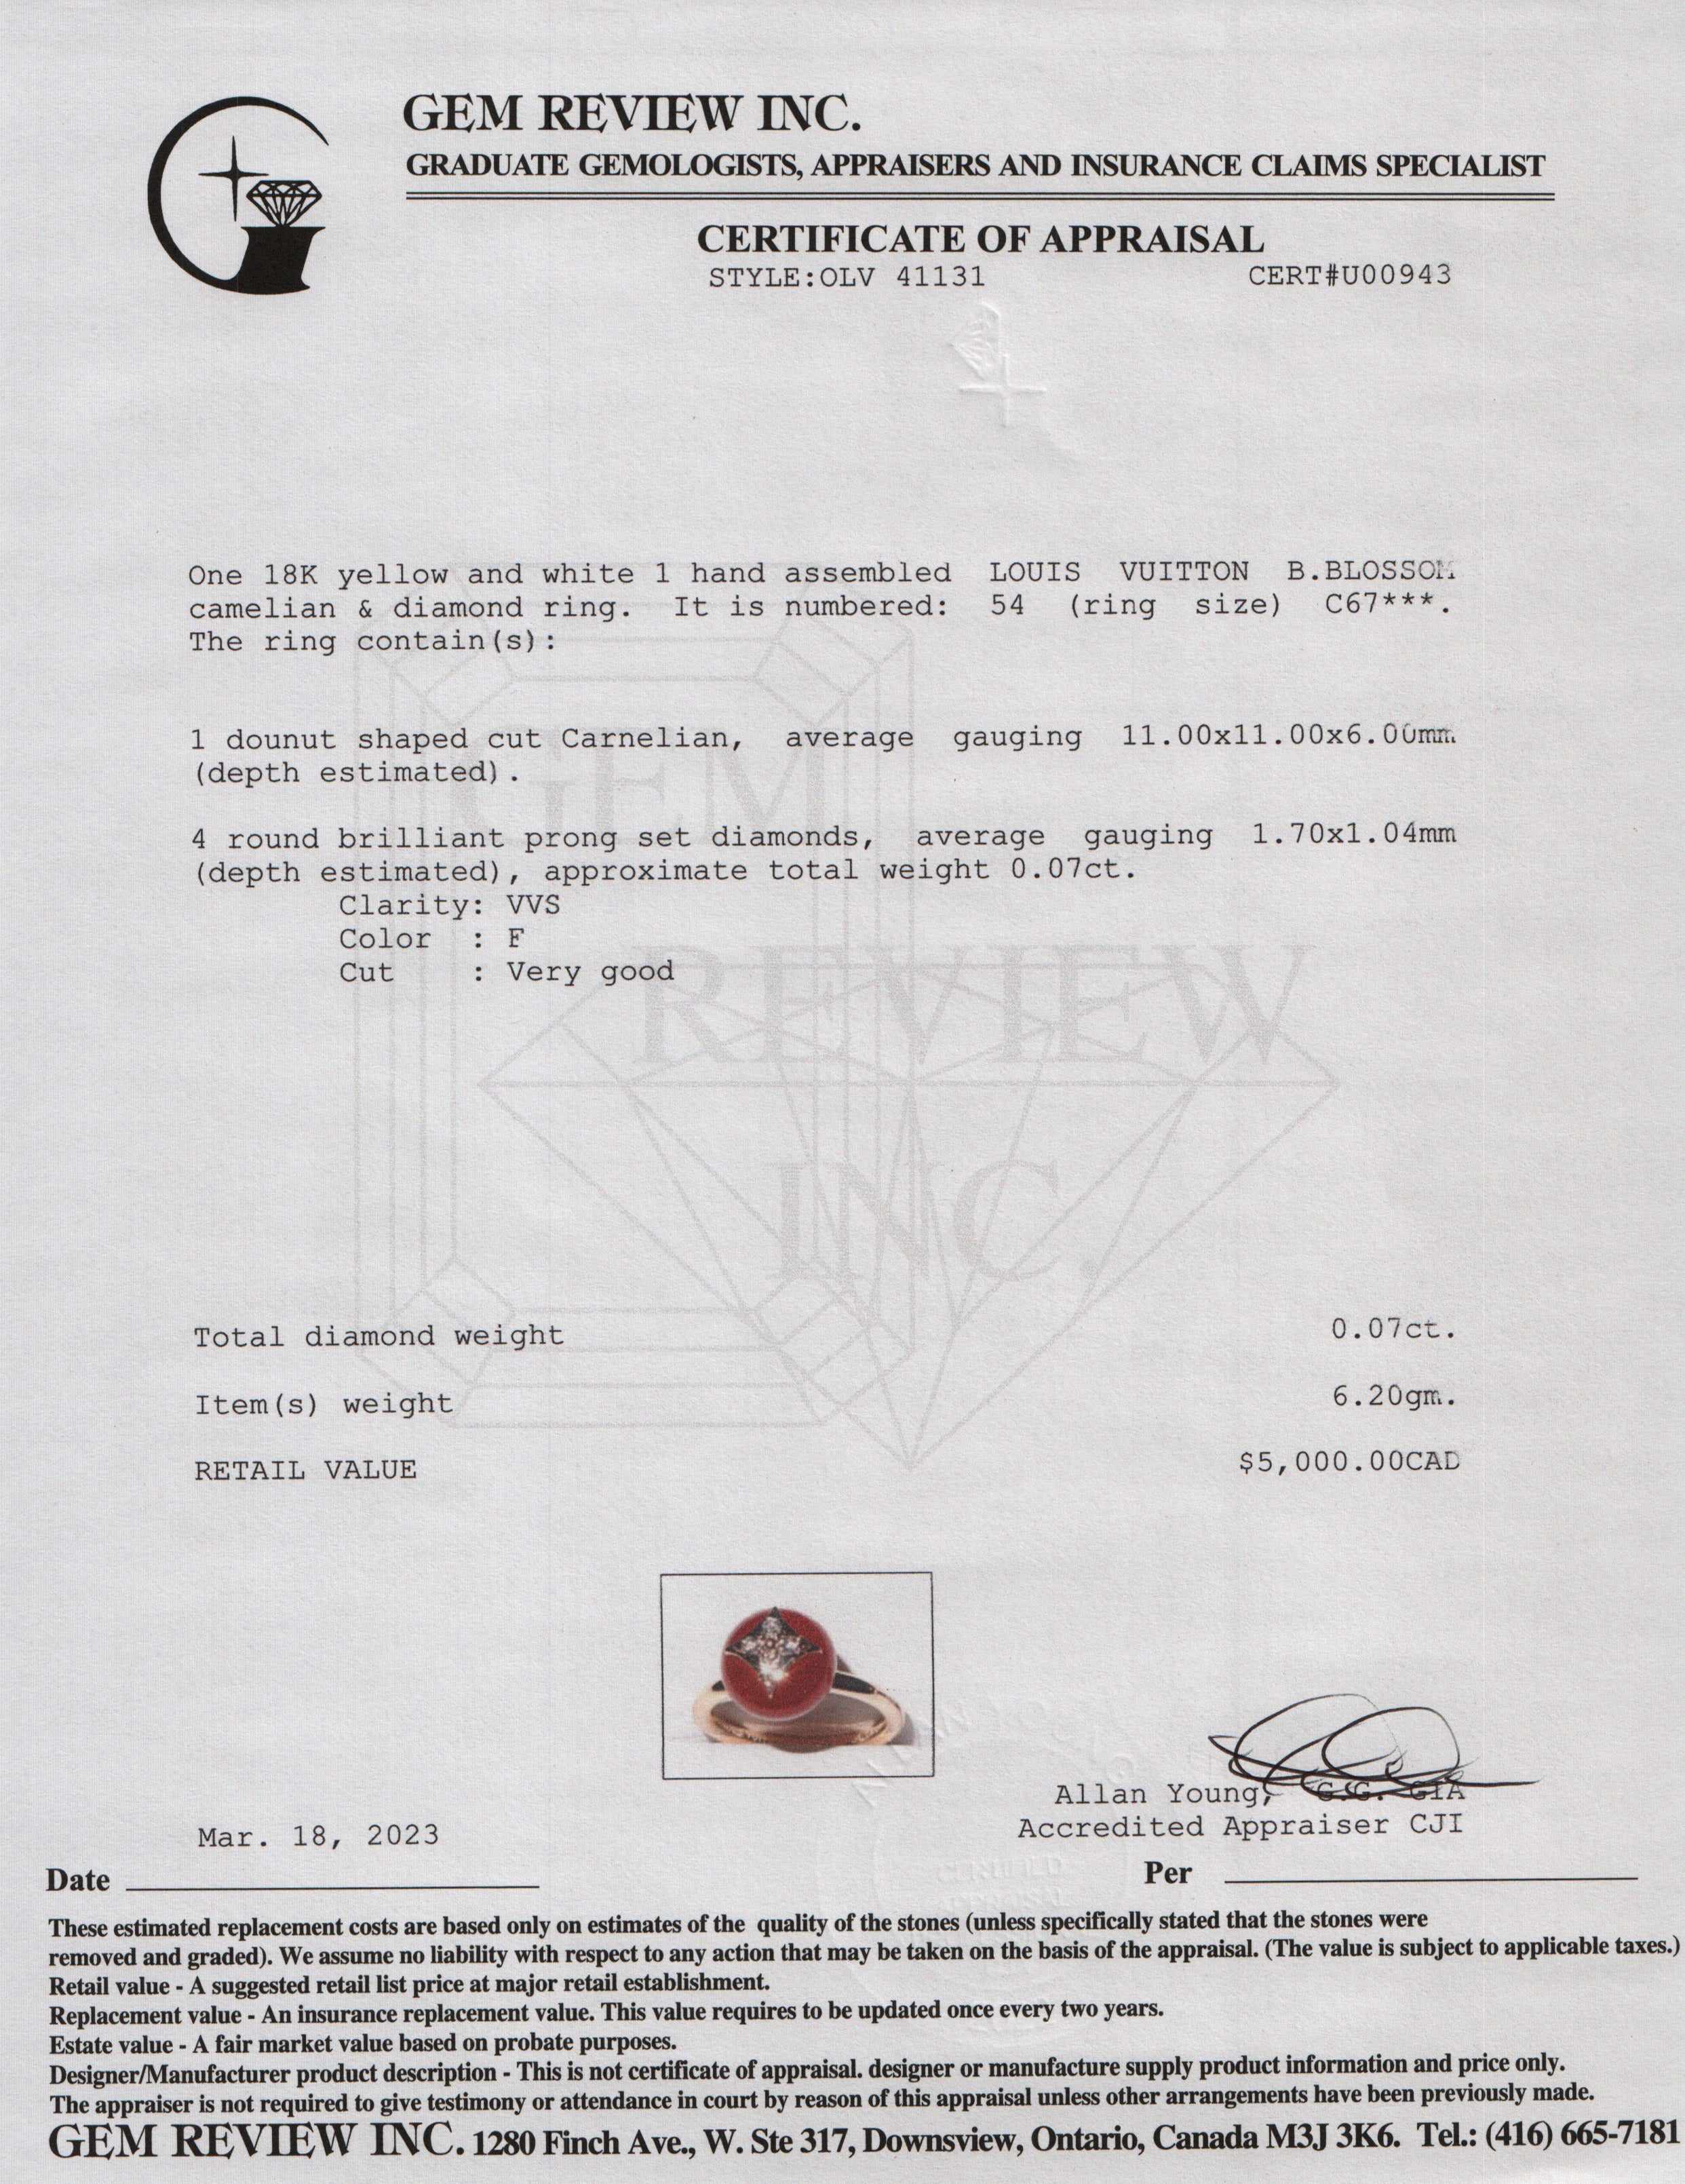 GEM REVIEW INC.
GRADUATE GEMOLOGISTS, APPRAISERS AND INSURANCE CLAIMS SPECIALIST
CERTIFICATE OF APPRAISAL
STYLE:OLV 41131 CERT#U00943
One 18K yellow and white 1 hand assembled LOUIS VUITTON B.BLOSSOM
camelian & diamond ring. It is numbered: 54 (ring size) C67***.
The ring contain(s):
1 dounut shaped cut Carnelian, average gauging 11.00x11.00x6.00mm
(depth estimated).
4 round brilliant prong set diamonds, average gauging 1.70x1.04mm
(depth estimated), approximate total weight 0.07ct.
Clarity: VVS
Color : F
Cut : Very good
GEM
REVIEW
INC.
Total diamond weight 0.07ct.
Item(s) weight 6.20gm.
RETAIL VALUE $5,000.00CAD
Allan Young, G.G. GIA
Accredited Appraiser CJI
Mar. 18, 2023
Date Per
These estimated replacement costs are based only on estimates of the quality of the stones (unless specifically stated that the stones were
removed and graded). We assume no liability with respect to any action that may be taken on the basis of the appraisal. (The value is subject to applicable taxes.)
Retail value - A suggested retail list price at major retail establishment.
Replacement value - An insurance replacement value. This value requires to be updated once every two years.
Estate value - A fair market value based on probate purposes.
Designer/Manufacturer product description - This is not certificate of appraisal. designer or manufacture supply product information and price only.
The appraiser is not required to give testimony or attendance in court by reason of this appraisal unless other arrangements have been previously made.
GEM REVIEW INC. 1280 Finch Ave., W. Ste 317, Downsview, Ontario, Canada M3J 3K6. Tel.: (416) 665-7181